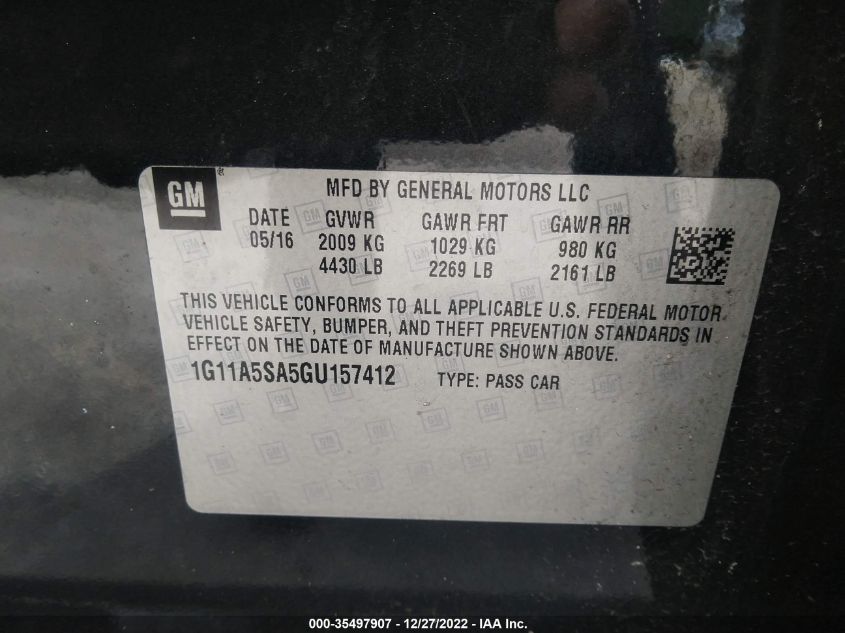 GM
MFD BY GENERAL MOTORS LLC
DATE GVWR GAWR FRT GAWR RR
05/16 2009 KG 1029 KG 980 KG
4430 LB 2269 LB 2161 LB
THIS VEHICLE CONFORMS TO ALL APPLICABLE U.S. FEDERAL MOTOR
VEHICLE SAFETY, BUMPER, AND THEFT PREVENTION STANDARDS IN
EFFECT ON THE DATE OF MANUFACTURE SHOWN ABOVE.
1G11A5SA5GU157412 TYPE: PASS CAR
000-35497907 - 12/27/2022 - IAA Inc.